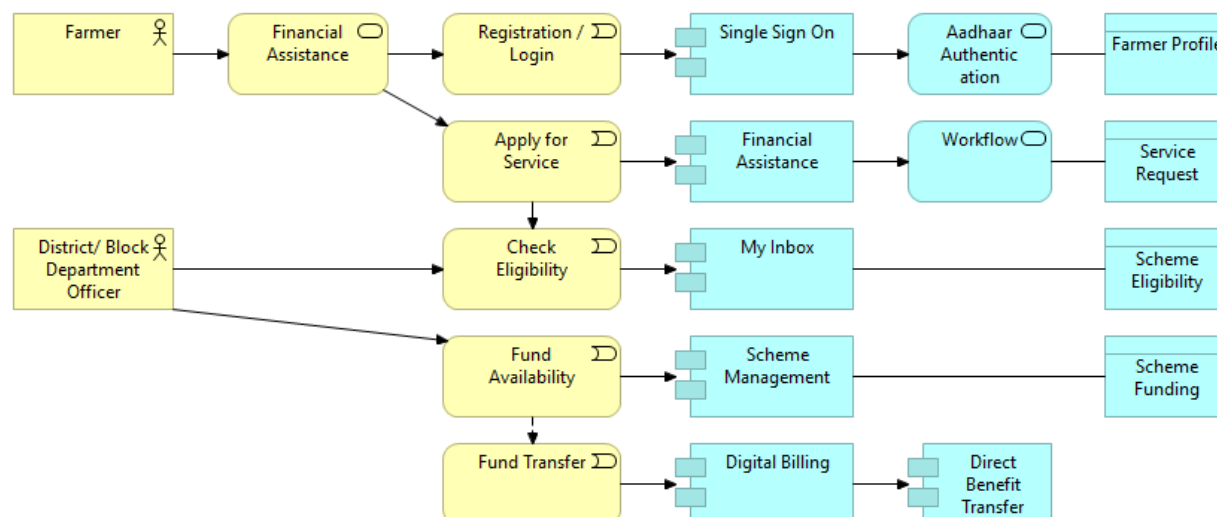 Farmer
Financial
Assistance
Registration /
Login
Single Sign On
Aadhaar
Authentic
ation
Farmer Profile
Apply for
Service
Financial
Assistance
Workflow
Service
Request
District/ Block
Department
Officer
Check
Eligibility
My Inbox
Scheme
Eligibility
Fund
Availability
Scheme
Management
Scheme
Funding
Fund Transfer
Digital Billing
Direct
Benefit
Transfer